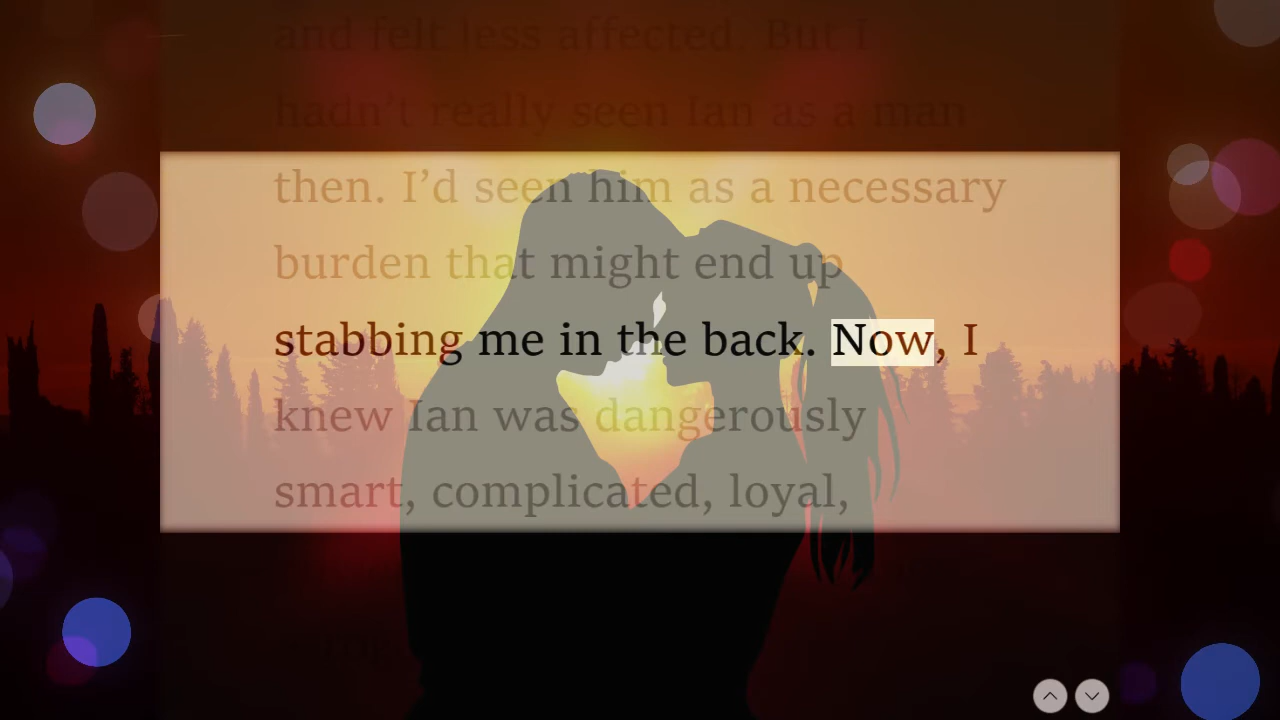 and felt less affected. But I
hadn't really seen Ian as a man
then. I’d seen him as a necessary
burden that might end up
stabbing me in the back. Now, I
knew Ian was dangerously
smart, complicated, loyal,